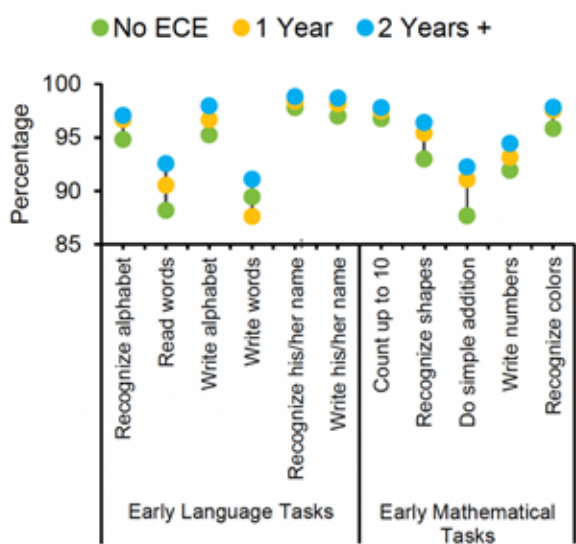 No ECE 1 Year 2 Years +
Percentage
100
95
90
85
Recognize alphabet
Read words
Write alphabet
Write words
Recognize his/her name
Write his/her name
Count up to 10
Recognize shapes
Do simple addition
Write numbers
Recognize colors
Early Language Tasks
Early Mathematical
Tasks